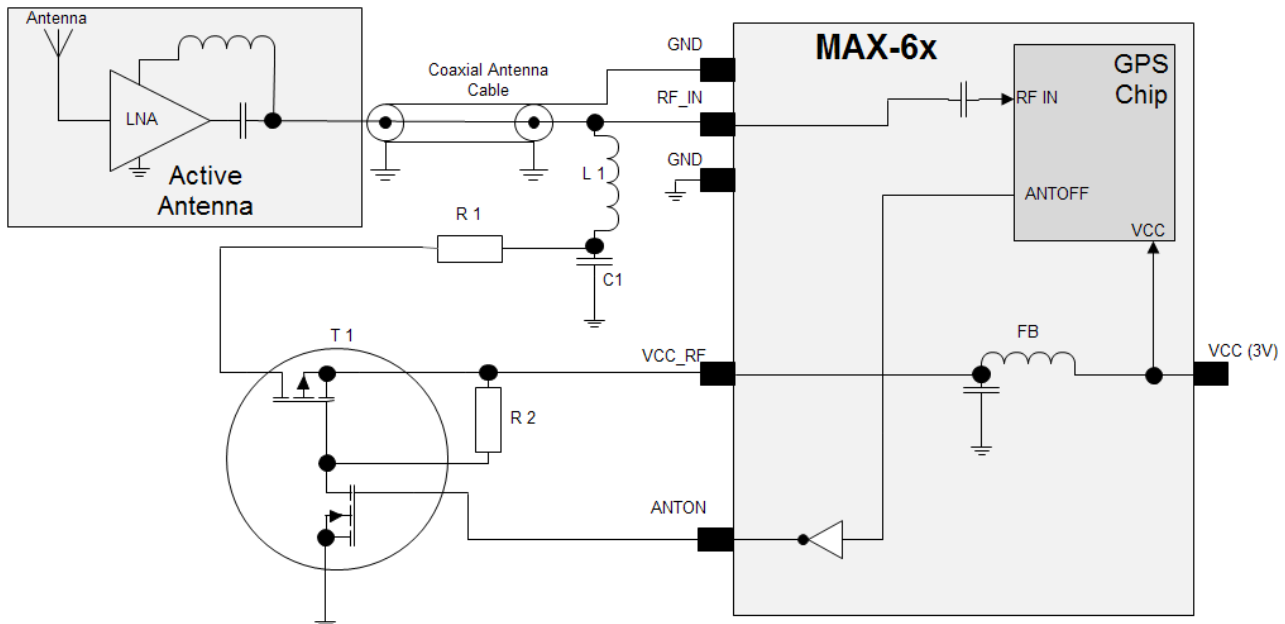 Antenna
LNA
Active
Antenna
Coaxial Antenna
Cable
GND
RF_IN
GND
MAX-6x
GPS
Chip
RF IN
ANTOFF
VCC
L 1
R 1
C1
T 1
R 2
VCC_RF
FB
VCC (3V)
ANTON